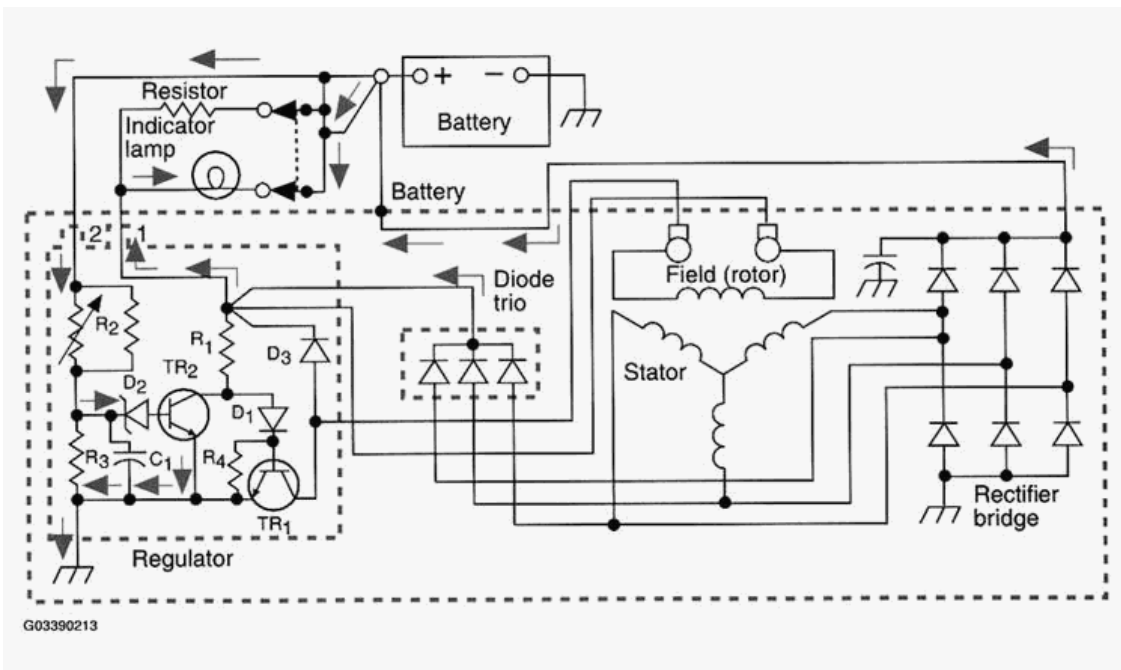 Resistor
Indicator
lamp
+ −
Battery
Battery
2 1
Diode
trio
Field (rotor)
R2
R1
D3
TR2
D2
D1
Stator
R3
C1
R4
TR1
Rectifier
bridge
Regulator
G03390213